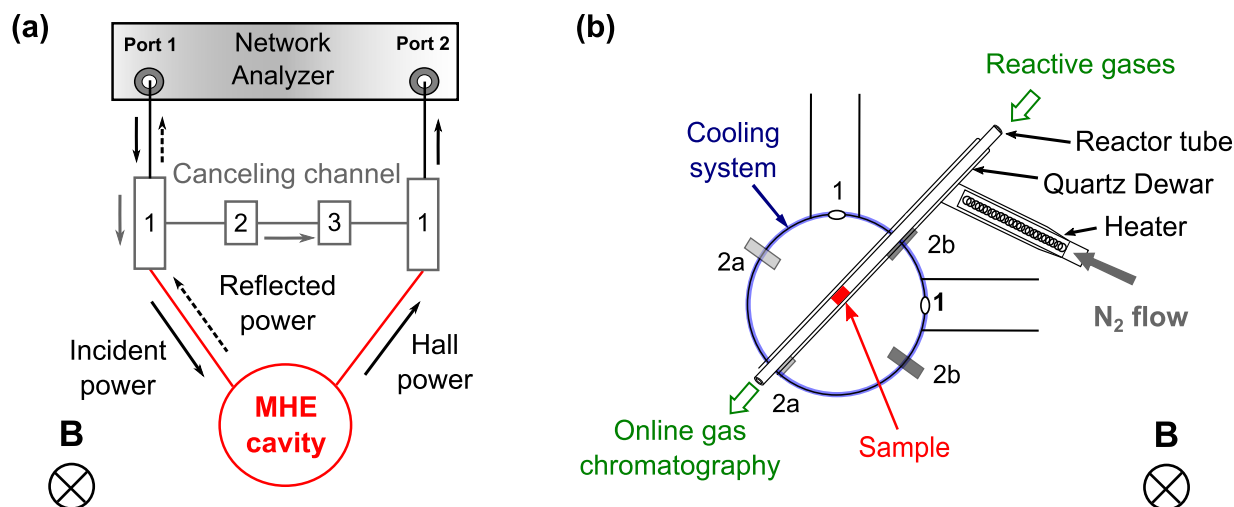 (a)
Port 1
Network
Analyzer
Port 2
Canceling channel
1
2
3
1
Reflected
power
Incident
power
Hall
power
MHE
cavity
B
(b)
Reactive gases
Cooling
system
Reactor tube
Quartz Dewar
Heater
1
2a
2b
1
N2 flow
2b
2a
Online gas
chromatography
Sample
B